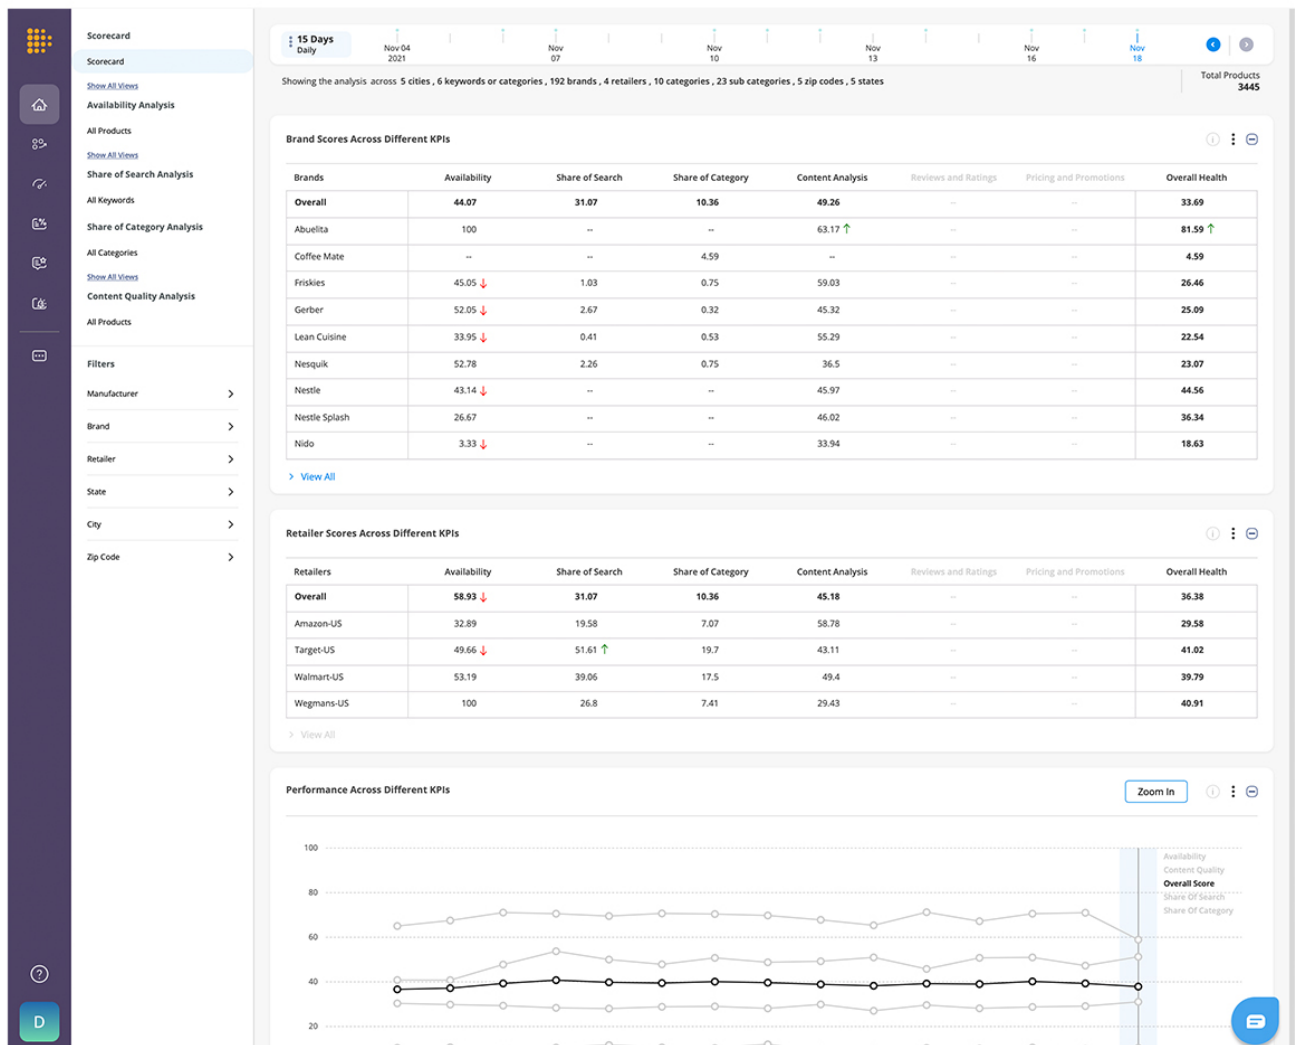 Scorecard
Scorecard
Show All Views
Availability Analysis
All Products
Show All Views
Share of Search Analysis
All Keywords
Share of Category Analysis
All Categories
Show All Views
Content Quality Analysis
All Products
Filters
Manufacturer
Brand
Retailer
State
City
Zip Code
D
15 Days
Daily
Nov 04
2021
Nov
07
Nov
10
Nov
13
Nov
16
Nov
18
Showing the analysis across 5 cities , 6 keywords or categories , 192 brands , 4 retailers , 10 categories , 23 sub categories , 5 zip codes , 5 states
Total Products
3445
Brand Scores Across Different KPIs
Brands Availability Share of Search Share of Category Content Analysis Reviews and Ratings Pricing and Promotions Overall Health
Overall 44.07 31.07 10.36 49.26 -- -- 33.69
Abuelita 100 -- -- 63.17 ↑ -- -- 81.59 ↑
Coffee Mate -- -- 4.59 -- -- -- 4.59
Friskies 45.05 ↓ 1.03 0.75 59.03 -- -- 26.46
Gerber 52.05 ↓ 2.67 0.32 45.32 -- -- 25.09
Lean Cuisine 33.95 ↓ 0.41 0.53 55.29 -- -- 22.54
Nesquik 52.78 2.26 0.75 36.5 -- -- 23.07
Nestle 43.14 ↓ -- -- 45.97 -- -- 44.56
Nestle Splash 26.67 -- -- 46.02 -- -- 36.34
Nido 3.33 ↓ -- -- 33.94 -- -- 18.63
> View All
Retailer Scores Across Different KPIs
Retailers Availability Share of Search Share of Category Content Analysis Reviews and Ratings Pricing and Promotions Overall Health
Overall 58.93 ↓ 31.07 10.36 45.18 -- -- 36.38
Amazon-US 32.89 19.58 7.07 58.78 -- -- 29.58
Target-US 49.66 ↓ 51.61 ↑ 19.7 43.11 -- -- 41.02
Walmart-US 53.19 39.06 17.5 49.4 -- -- 39.79
Wegmans-US 100 26.8 7.41 29.43 -- -- 40.91
> View All
Performance Across Different KPIs
Zoom In
100
80
60
40
20
Availability
Content Quality
Overall Score
Share Of Search
Share Of Category